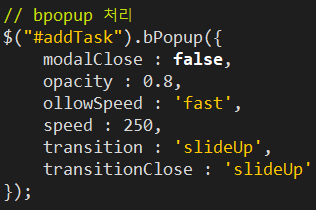 // bpopup 처리
$("#addTask").bPopup({
    modalClose : false,
    opacity : 0.8,
    ollowSpeed : 'fast',
    speed : 250,
    transition : 'slideUp',
    transitionClose : 'slideUp'
});